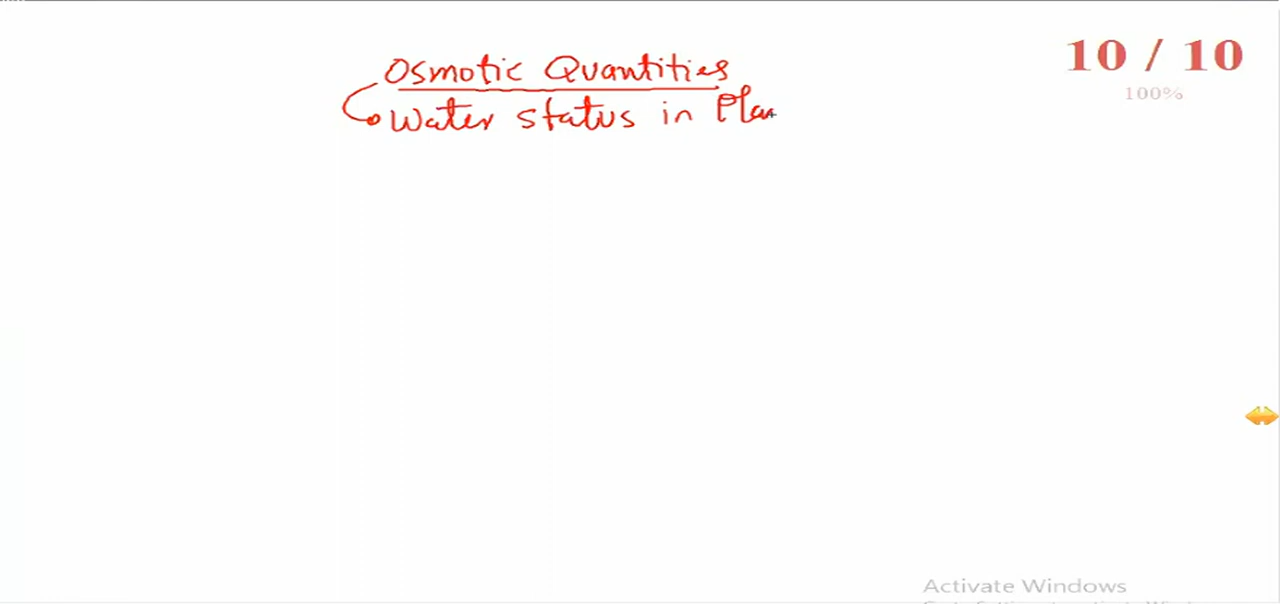 Osmotic Quantities
Water status in Plan
10 / 10
100%
Activate Windows